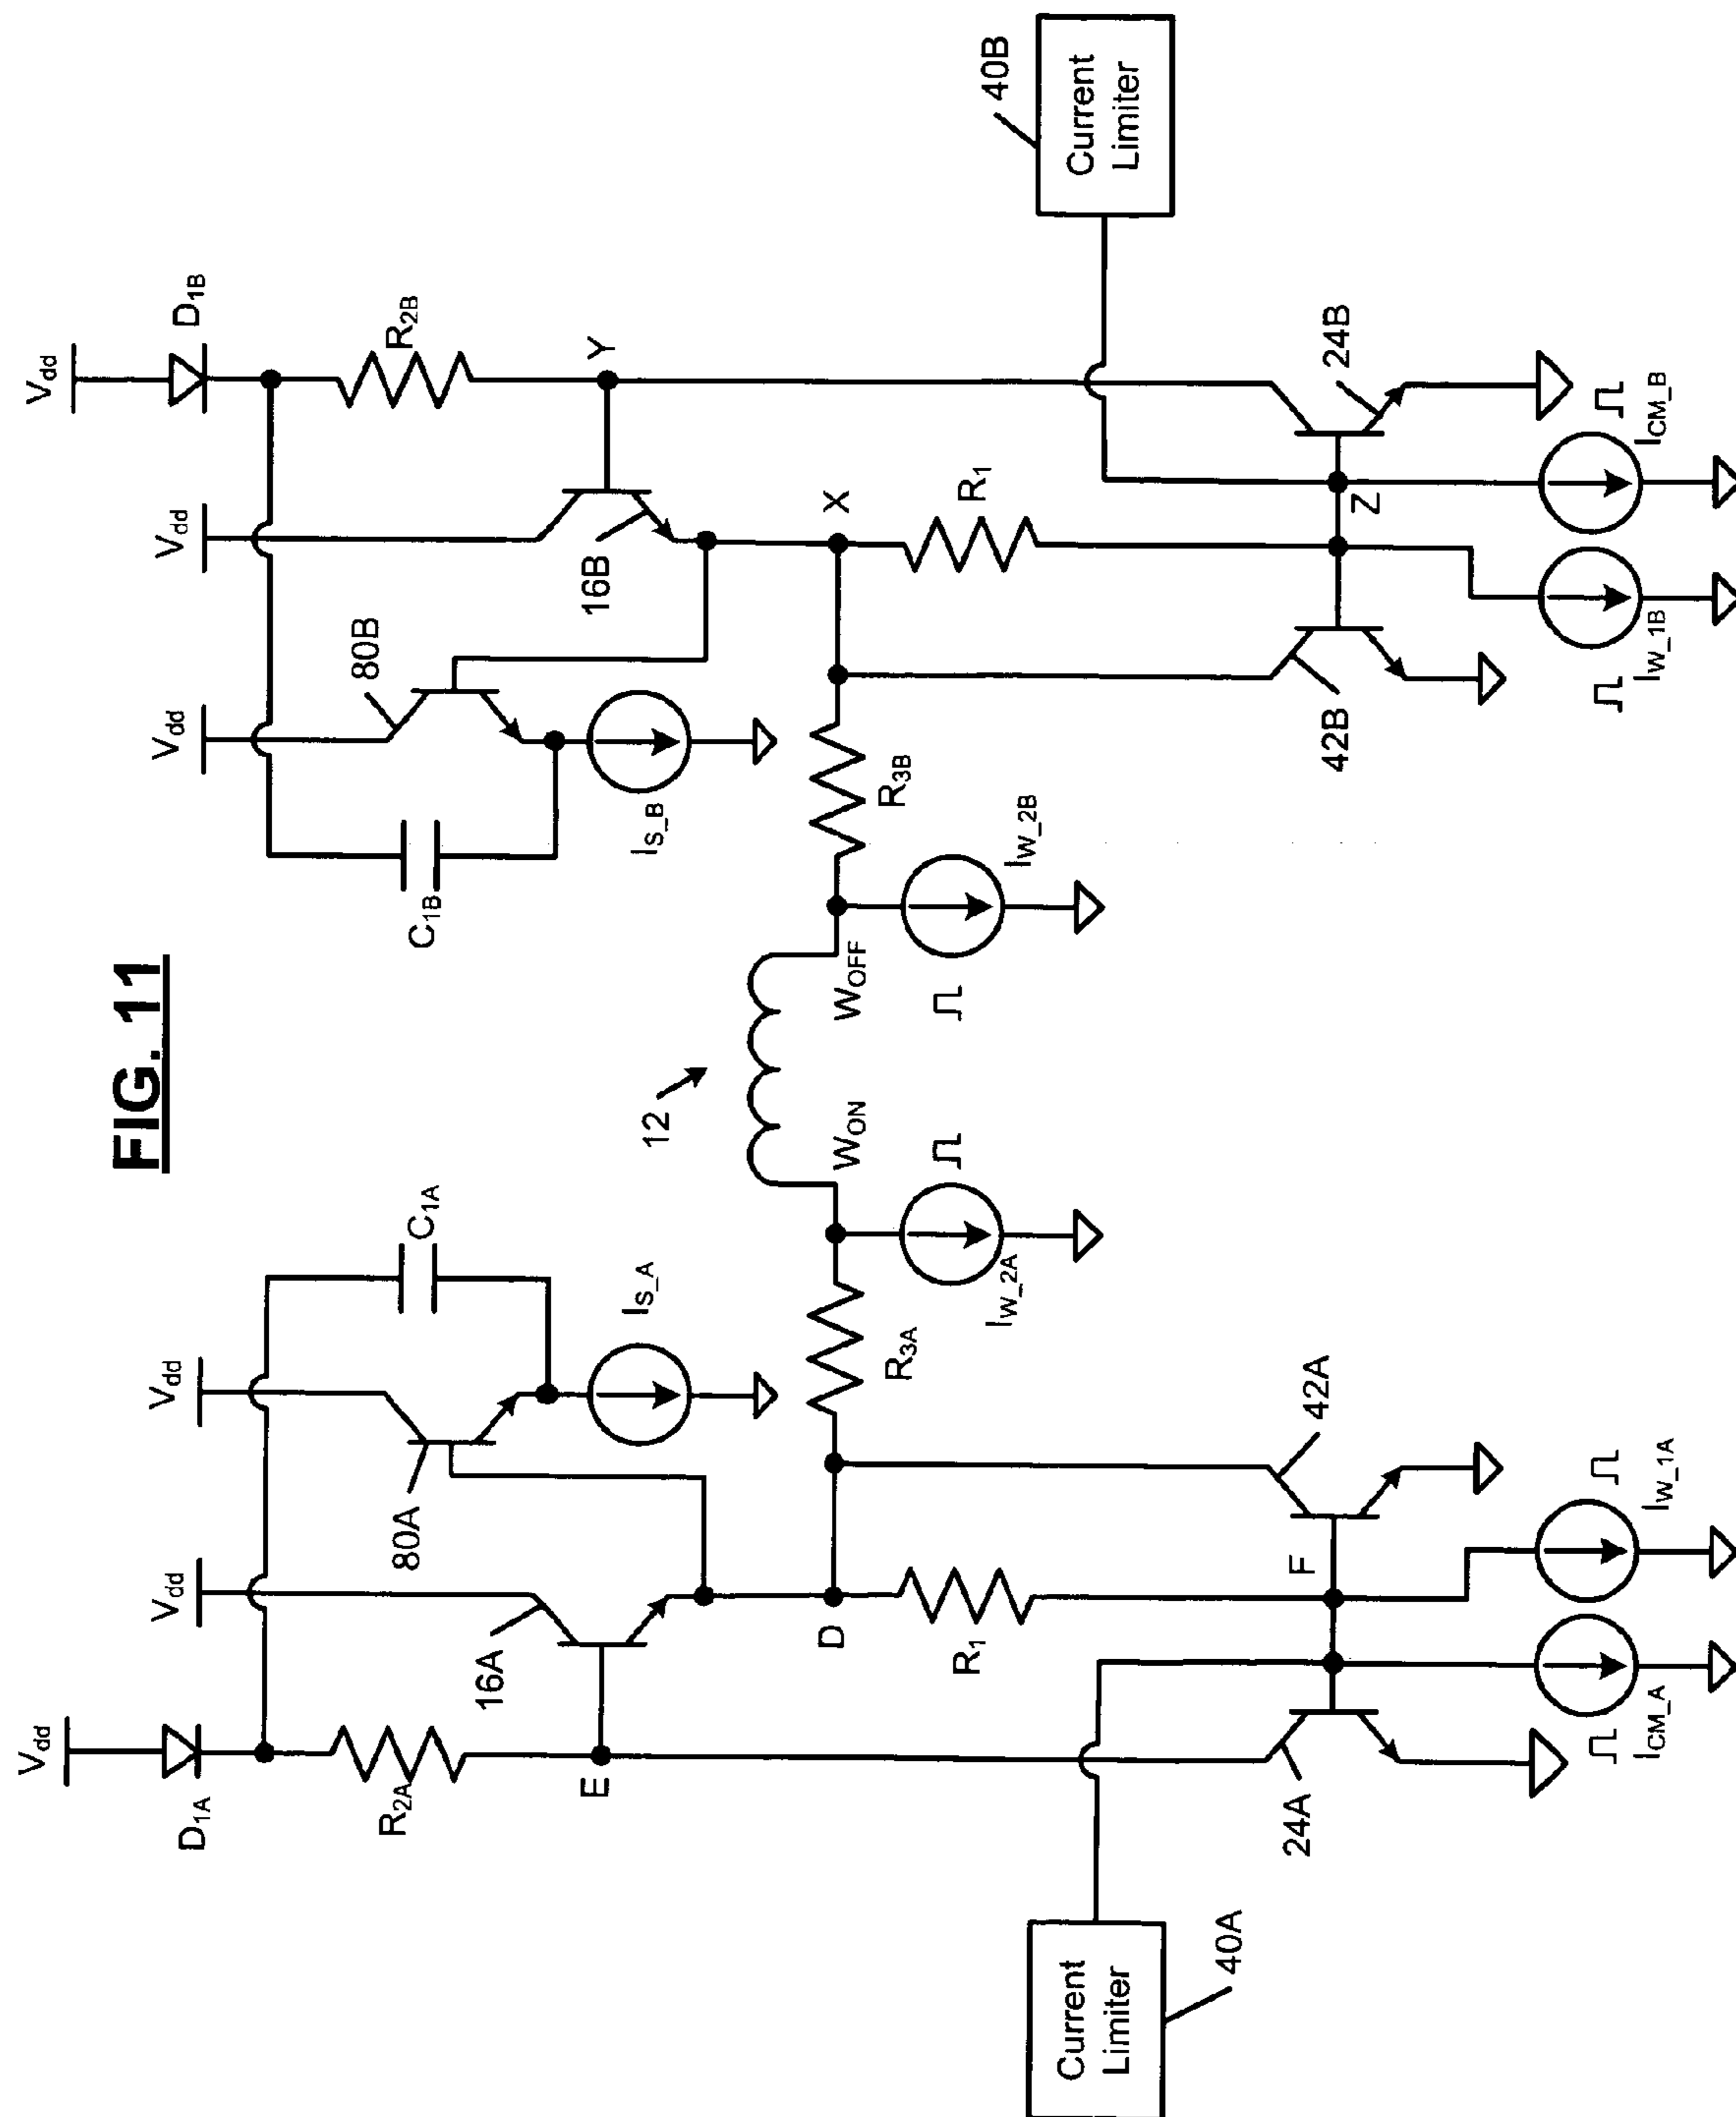 FIG. 11
Vdd
D1A
R2A
E
Vdd
16A
Vdd
80A
C1A
IS_A
D
R1
R3A
IW_2A
WON
12
WOFF
IW_2B
R3B
C1B
IS_B
Vdd
80B
Vdd
16B
Vdd
D1B
R2B
Y
X
R1
Current
Limiter
40A
24A
F
42A
ICM_A
IW_1A
42B
Z
24B
IW_1B
ICM_B
Current
Limiter
40B